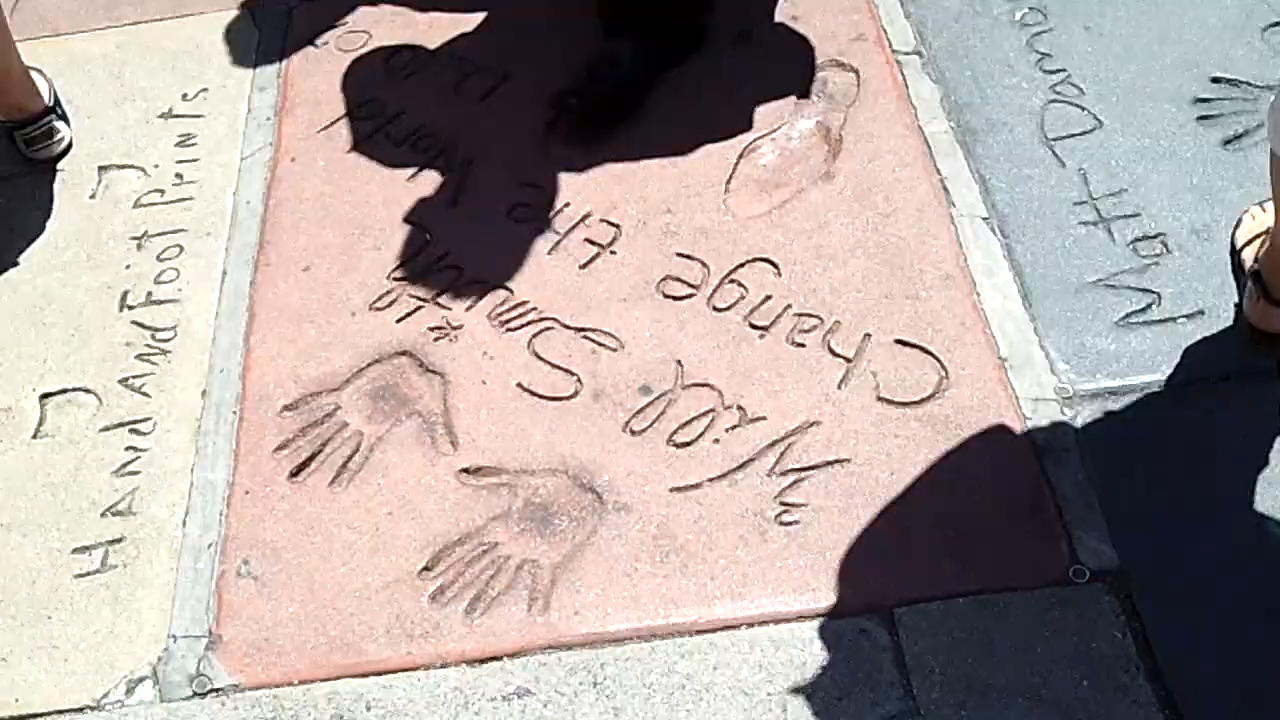 Change the World
Will Smith
Matt Damon
Hand And Foot Prints